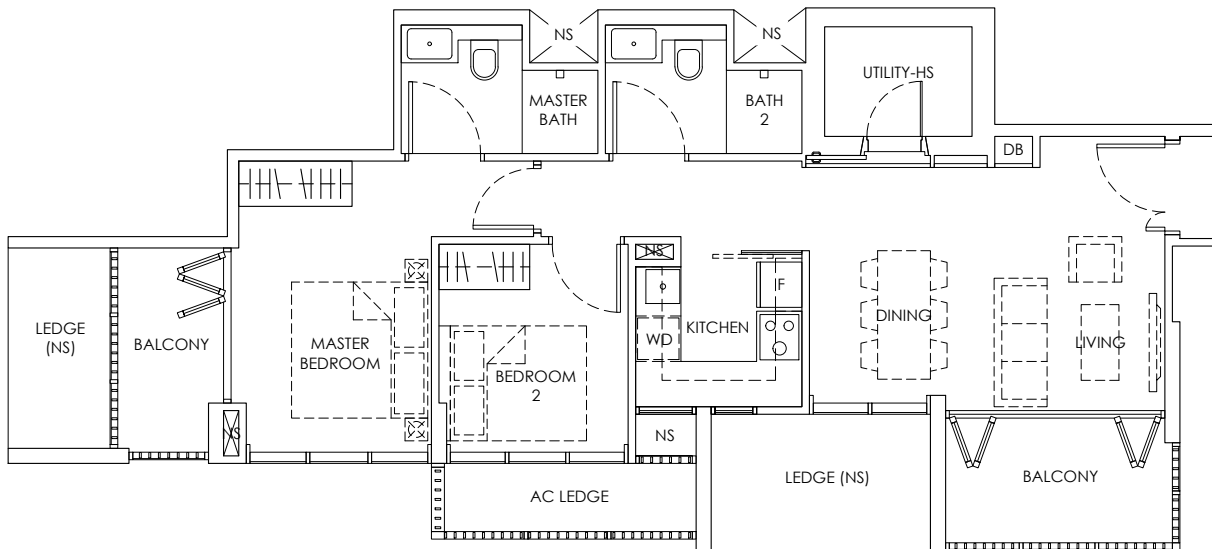 NS
NS
UTILITY-HS
MASTER
BATH
BATH
2
DB
NS
IF
LEDGE
(NS)
BALCONY
MASTER
BEDROOM
BEDROOM
2
WD
KITCHEN
DINING
LIVING
NS
NS
AC LEDGE
LEDGE (NS)
BALCONY